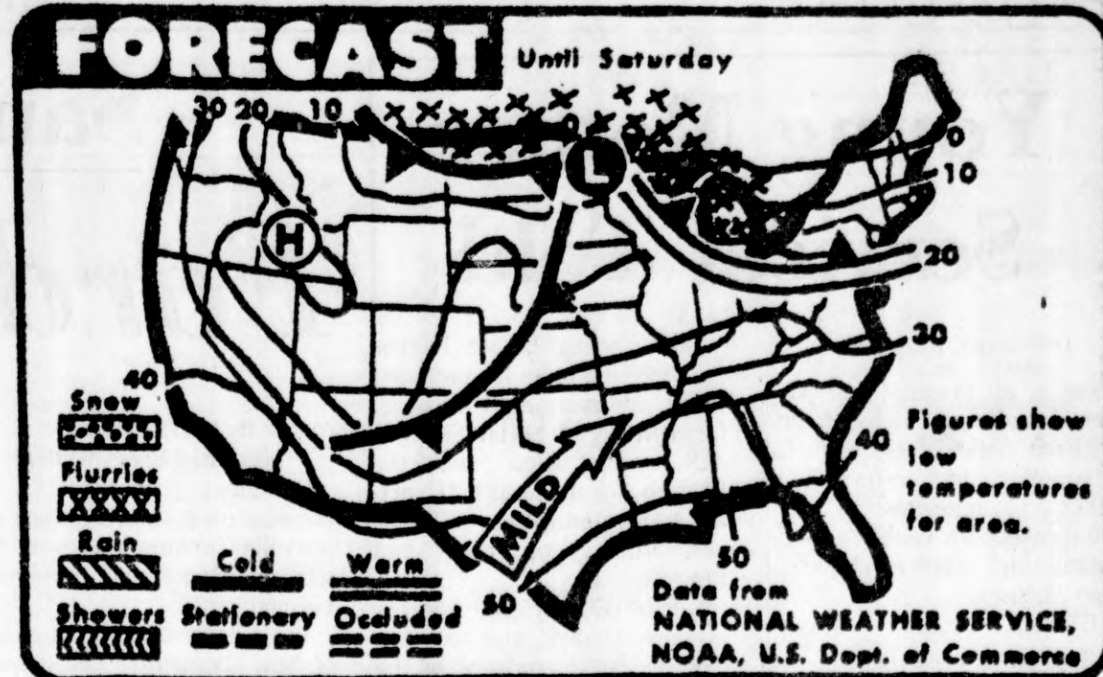 FORECAST
Until Saturday
30 20 10 0 0
L
H
0
10
20
30
40
40
50
50
MILD
Snow
Flurries
Rain
Showers
Cold
Warm
Stationary
Occluded
Figures show
low
temperatures
for area.
Data from
NATIONAL WEATHER SERVICE,
NOAA, U.S. Dept. of Commerce